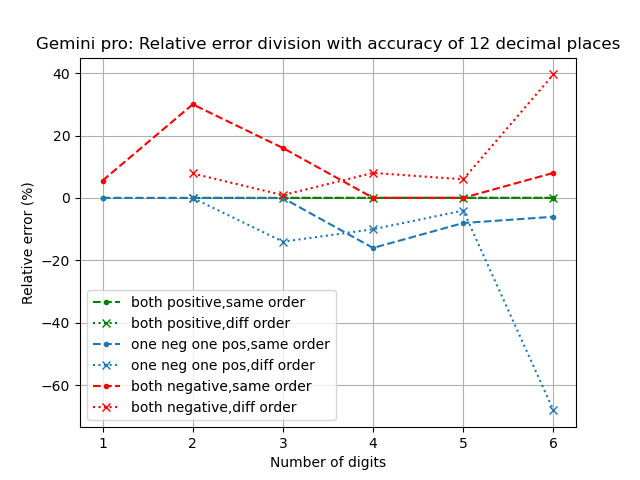 Gemini pro: Relative error division with accuracy of 12 decimal places
Relative error (%)
40
20
0
−20
−40
−60
both positive,same order
both positive,diff order
one neg one pos,same order
one neg one pos,diff order
both negative,same order
both negative,diff order
1 2 3 4 5 6
Number of digits